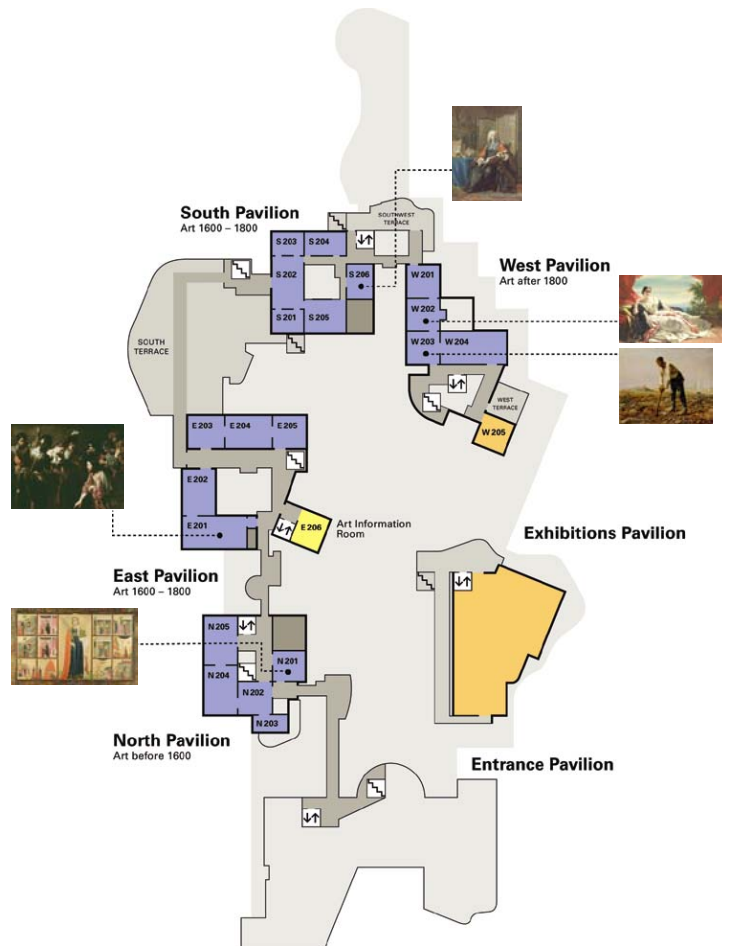 South Pavilion
Art 1600 – 1800
SOUTHWEST
TERRACE
S 203
S 204
S 202
S 206
S 201
S 205
West Pavilion
Art after 1800
W 201
W 202
W 203
W 204
WEST
TERRACE
W 205
SOUTH
TERRACE
E 203
E 204
E 205
E 202
E 201
E 206
Art Information
Room
East Pavilion
Art 1600 – 1800
Exhibitions Pavilion
N 205
N 201
N 204
N 202
N 203
North Pavilion
Art before 1600
Entrance Pavilion